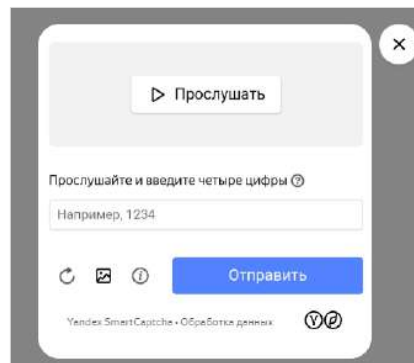 Прослушать
Прослушайте и введите четыре цифры
Например, 1234
Отправить
Yandex SmartCaptcha • Обработка данных